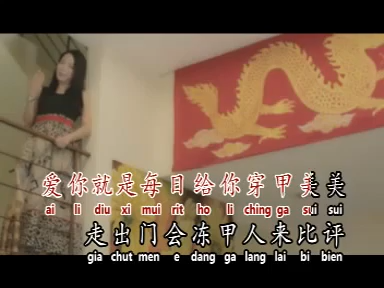 爱你就是每日给你穿甲美美
ai li diu xi mui rit ho li ching ga sui sui
走出门会冻甲人来比评
gia chut men e dang ga lang lai bi bien